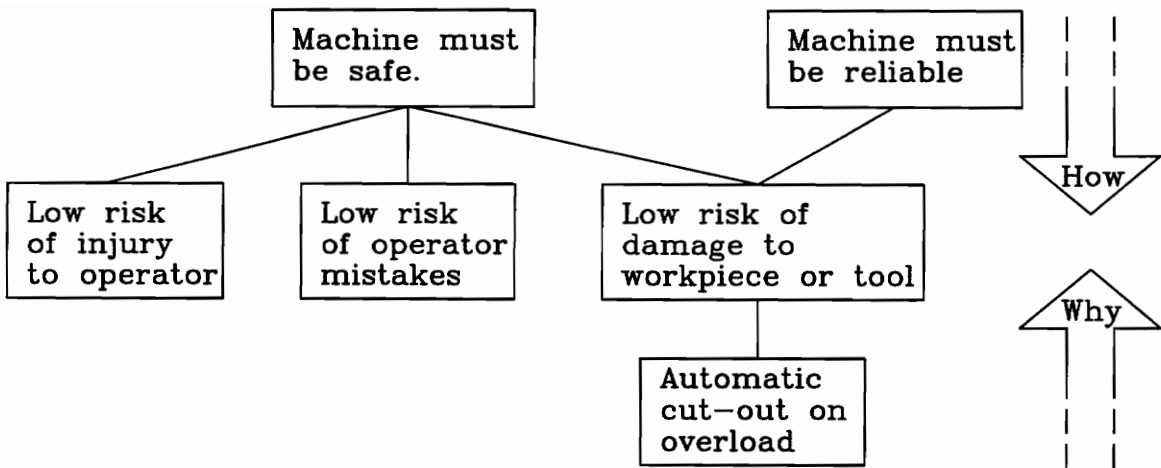 Machine must
be safe.
Machine must
be reliable
How
Low risk
of injury
to operator
Low risk
of operator
mistakes
Low risk of
damage to
workpiece or tool
Why
Automatic
cut-out on
overload